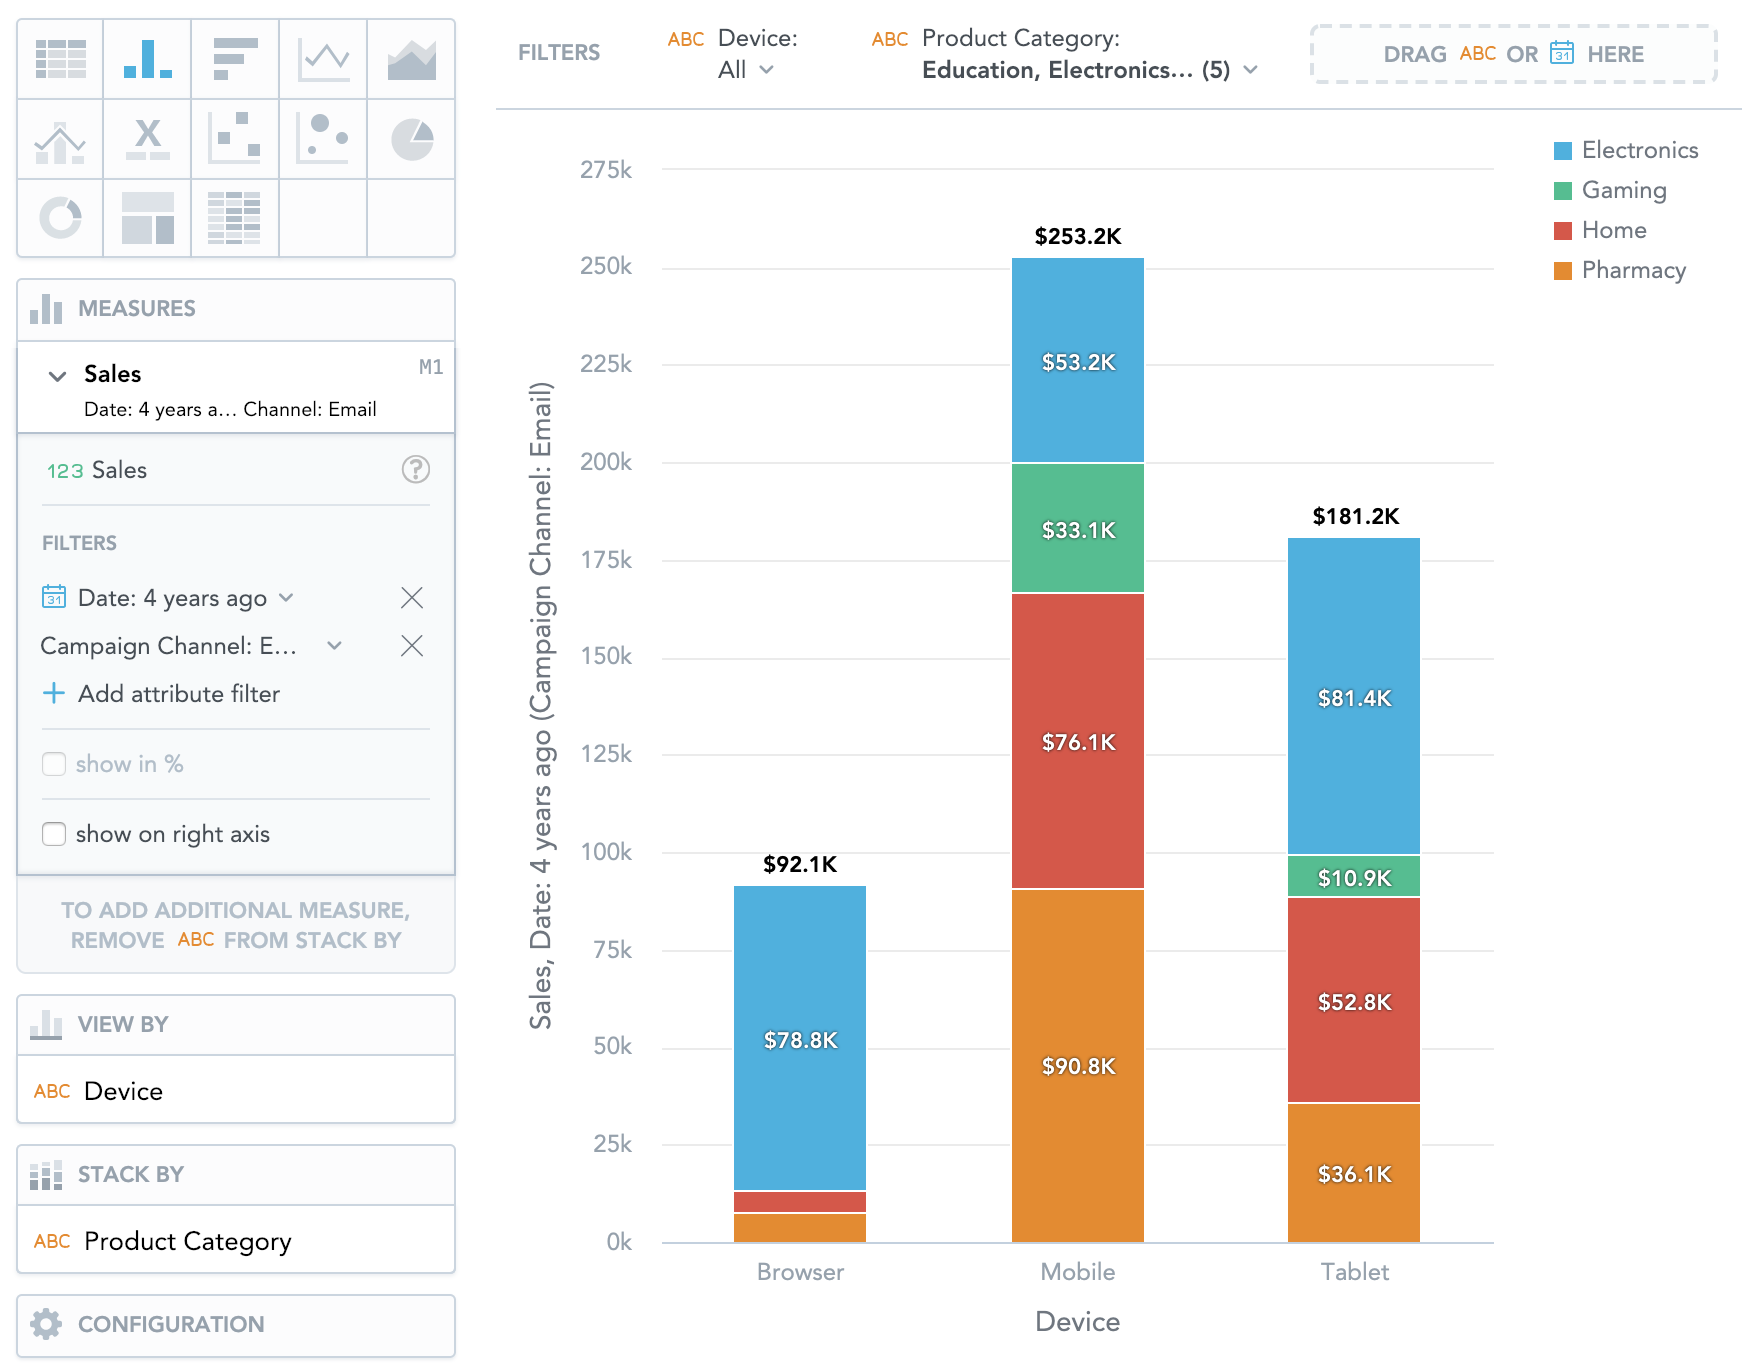 FILTERS
ABC Device:
All
ABC Product Category:
Education, Electronics... (5)
DRAG ABC OR 31 HERE
X
MEASURES
Sales M1
Date: 4 years a... Channel: Email
123 Sales ?
FILTERS
31 Date: 4 years ago
Campaign Channel: E...
+ Add attribute filter
show in %
show on right axis
TO ADD ADDITIONAL MEASURE,
REMOVE ABC FROM STACK BY
VIEW BY
ABC Device
STACK BY
ABC Product Category
CONFIGURATION
Sales, Date: 4 years ago (Campaign Channel: Email)
275k
250k
225k
200k
175k
150k
125k
100k
75k
50k
25k
0k
$92.1K
$78.8K
$253.2K
$53.2K
$33.1K
$76.1K
$90.8K
$181.2K
$81.4K
$10.9K
$52.8K
$36.1K
Browser
Mobile
Tablet
Device
Electronics
Gaming
Home
Pharmacy